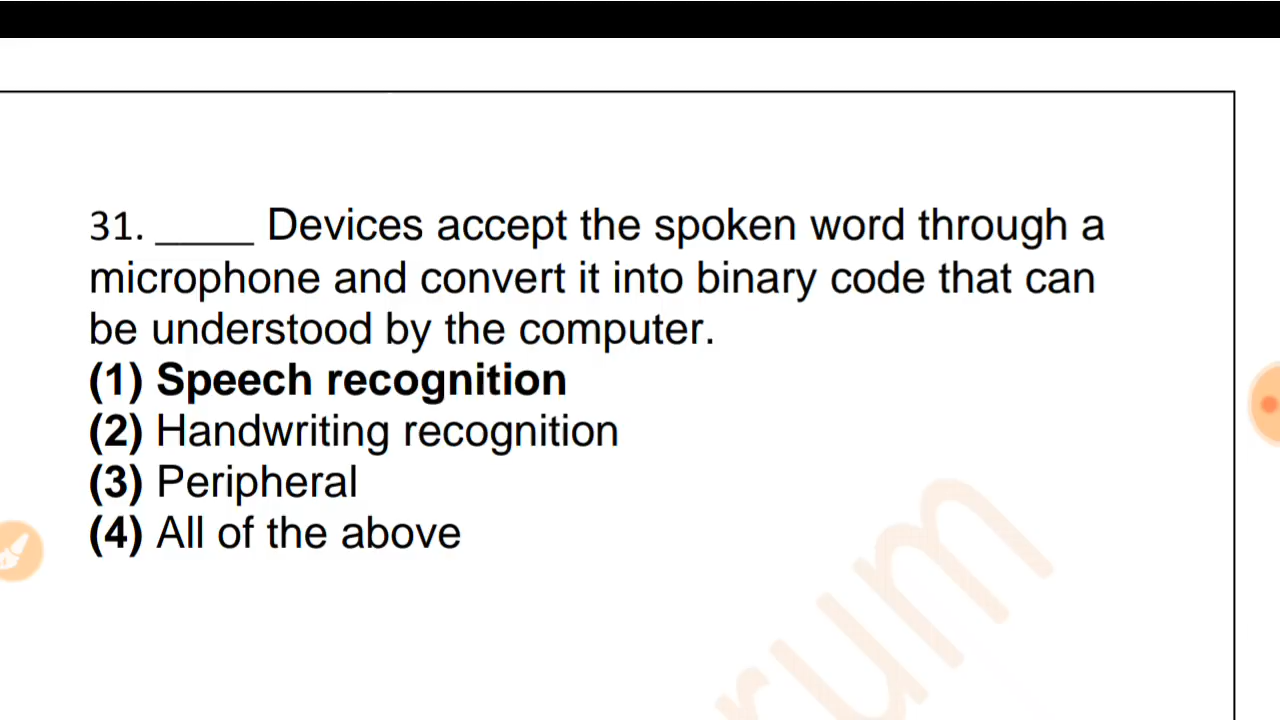 31. _____ Devices accept the spoken word through a
microphone and convert it into binary code that can
be understood by the computer.
(1) Speech recognition
(2) Handwriting recognition
(3) Peripheral
(4) All of the above
rum